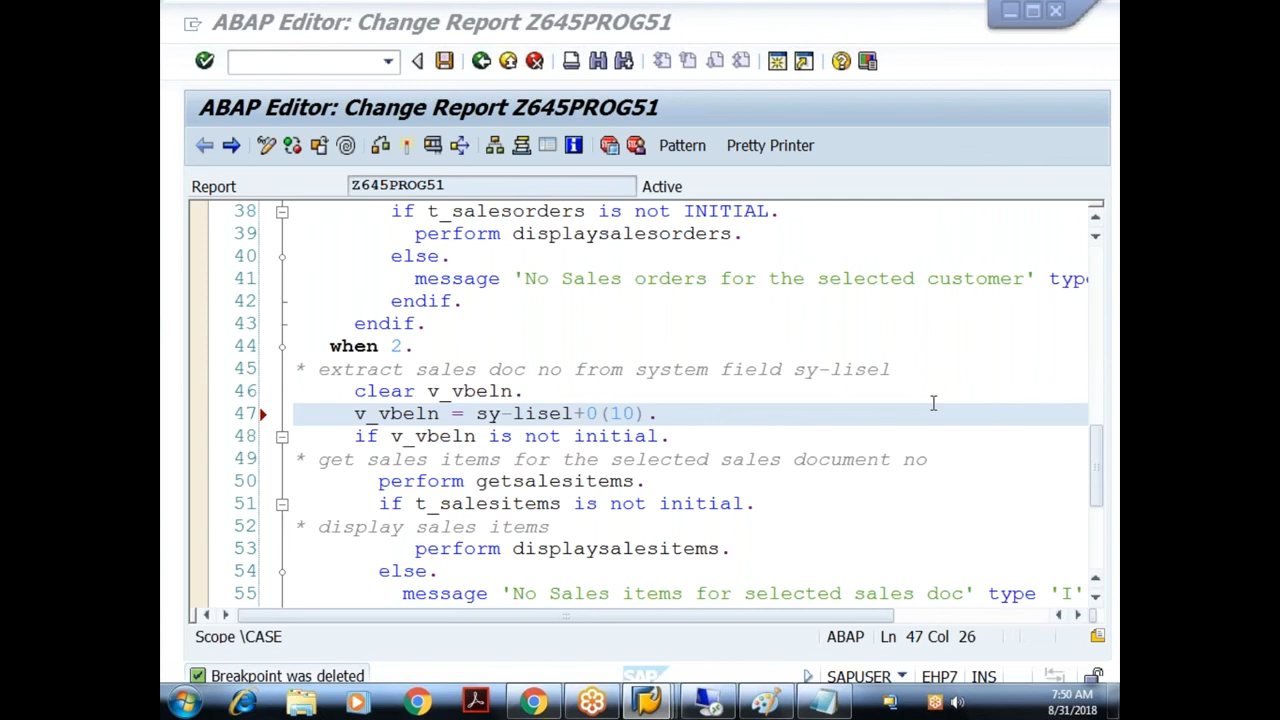 ABAP Editor: Change Report Z645PROG51
ABAP Editor: Change Report Z645PROG51
Pattern Pretty Printer
Report Z645PROG51 Active
38 if t_salesorders is not INITIAL.
39 perform displaysalesorders.
40 else.
41 message 'No Sales orders for the selected customer' type
42 endif.
43 endif.
44 when 2.
45 * extract sales doc no from system field sy-lisel
46 clear v_vbeln.
47 v_vbeln = sy-lisel+0(10).
48 if v_vbeln is not initial.
49 * get sales items for the selected sales document no
50 perform getsalesitems.
51 if t_salesitems is not initial.
52 * display sales items
53 perform displaysalesitems.
54 else.
55 message 'No Sales items for selected sales doc' type 'I'
Scope \CASE ABAP Ln 47 Col 26
Breakpoint was deleted SAP SAPUSER EHP7 INS
7:50 AM
8/31/2018